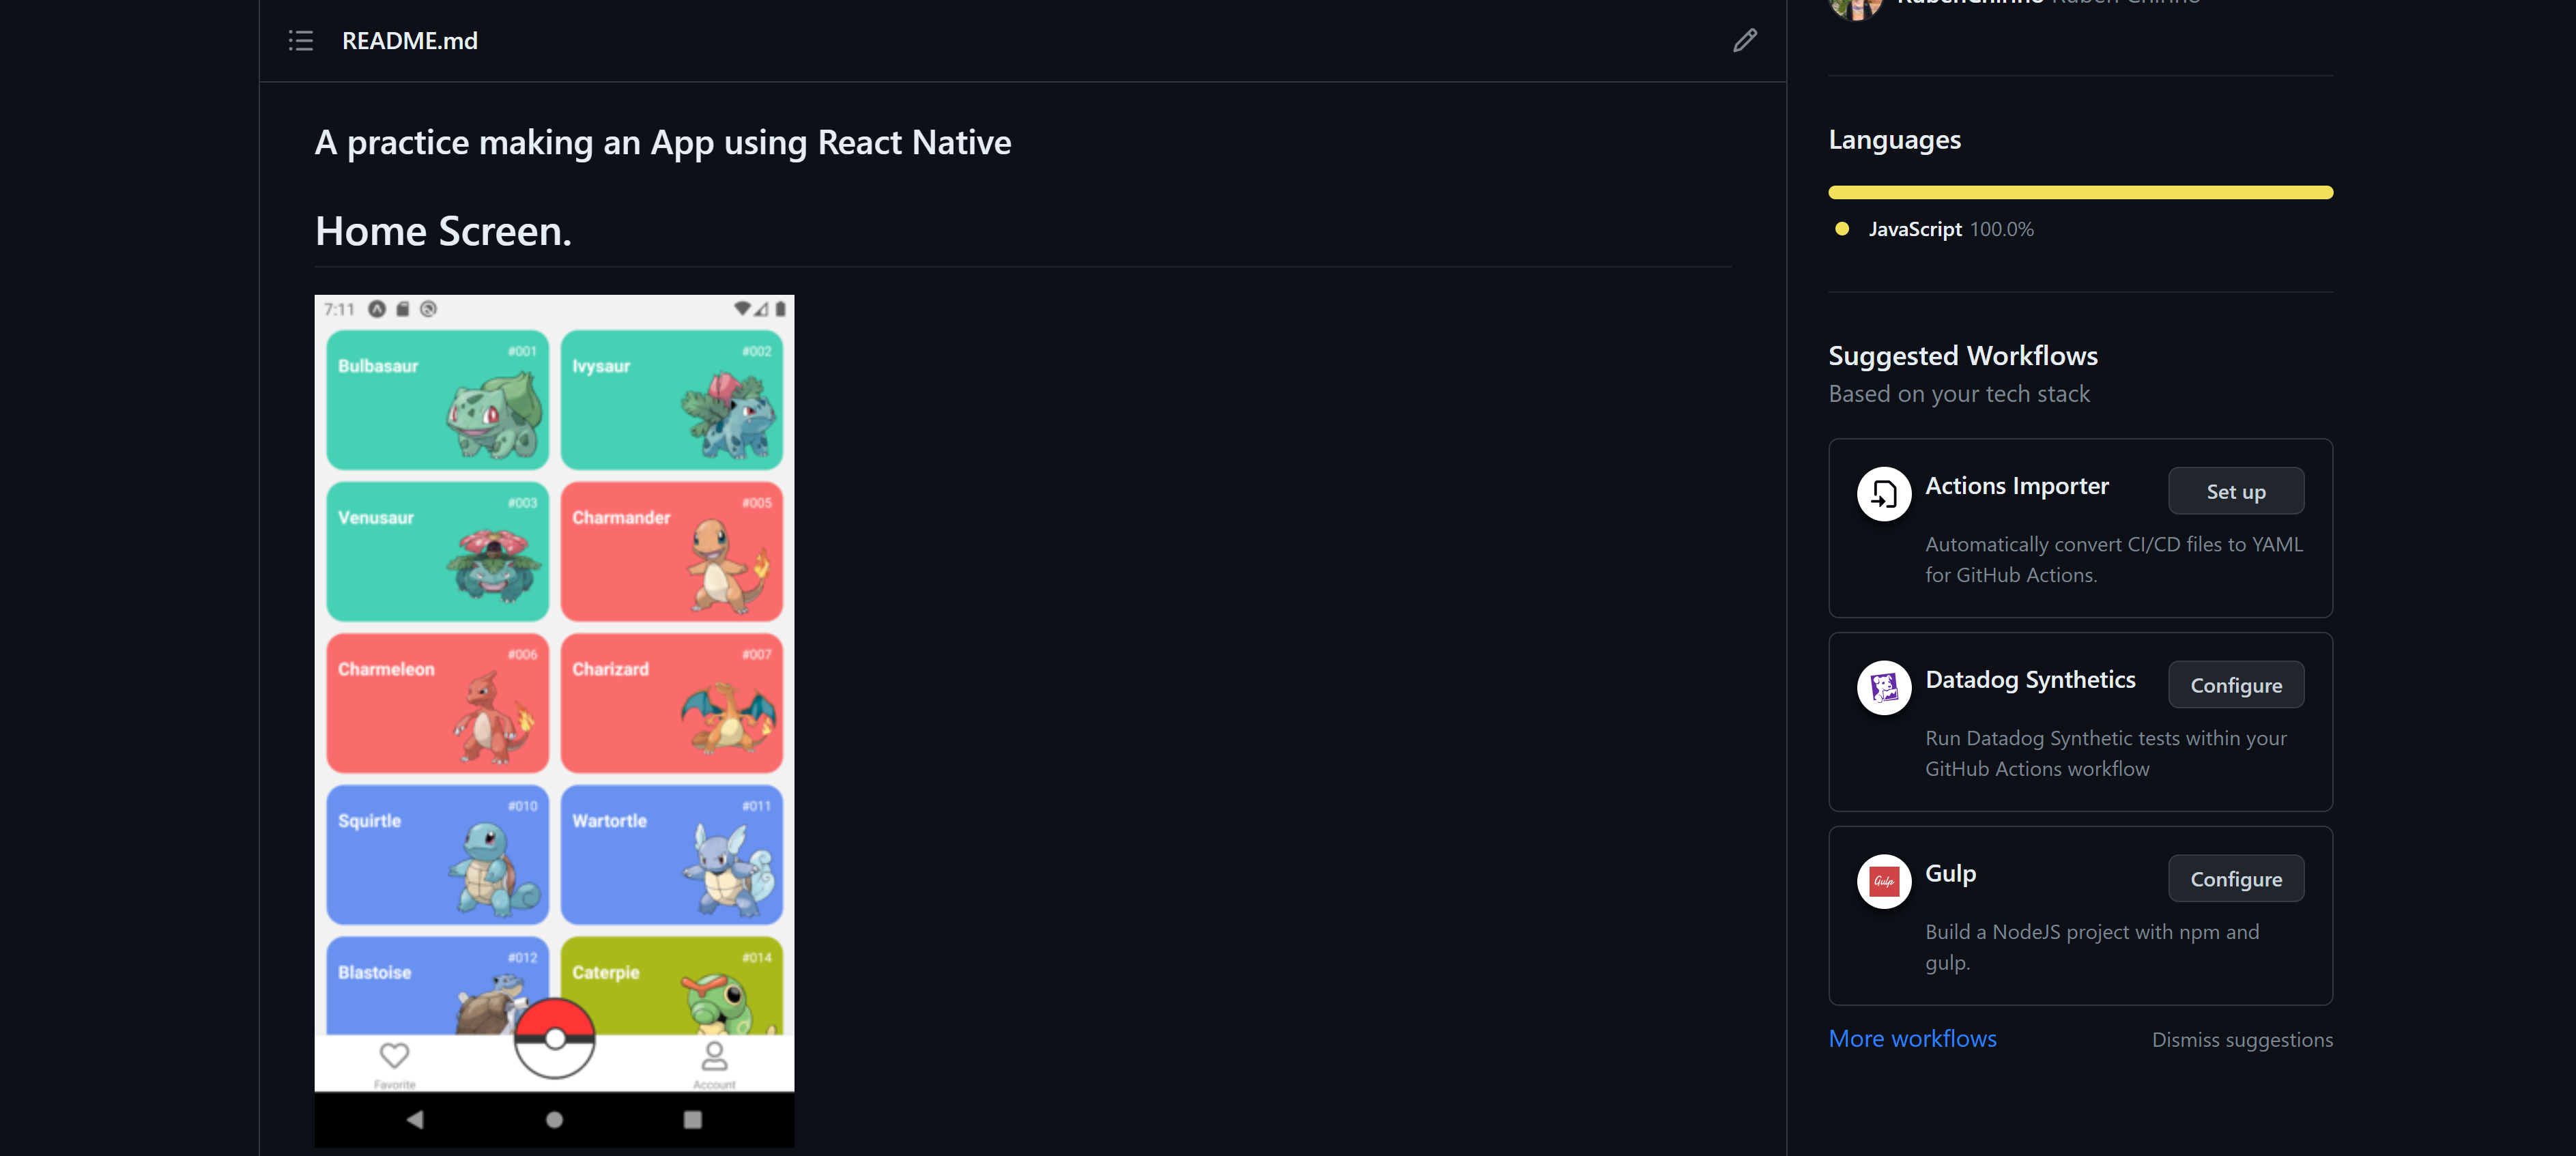 README.md
A practice making an App using React Native
Home Screen.
7:11
#001
Bulbasaur
#002
Ivysaur
#003
Venusaur
#005
Charmander
#006
Charmeleon
#007
Charizard
#010
Squirtle
#011
Wartortle
#012
Blastoise
#014
Caterpie
Favorite
Account
Languages
JavaScript 100.0%
Suggested Workflows
Based on your tech stack
Actions Importer
Set up
Automatically convert CI/CD files to YAML
for GitHub Actions.
Datadog Synthetics
Configure
Run Datadog Synthetic tests within your
GitHub Actions workflow
Gulp
Gulp
Configure
Build a NodeJS project with npm and
gulp.
More workflows
Dismiss suggestions